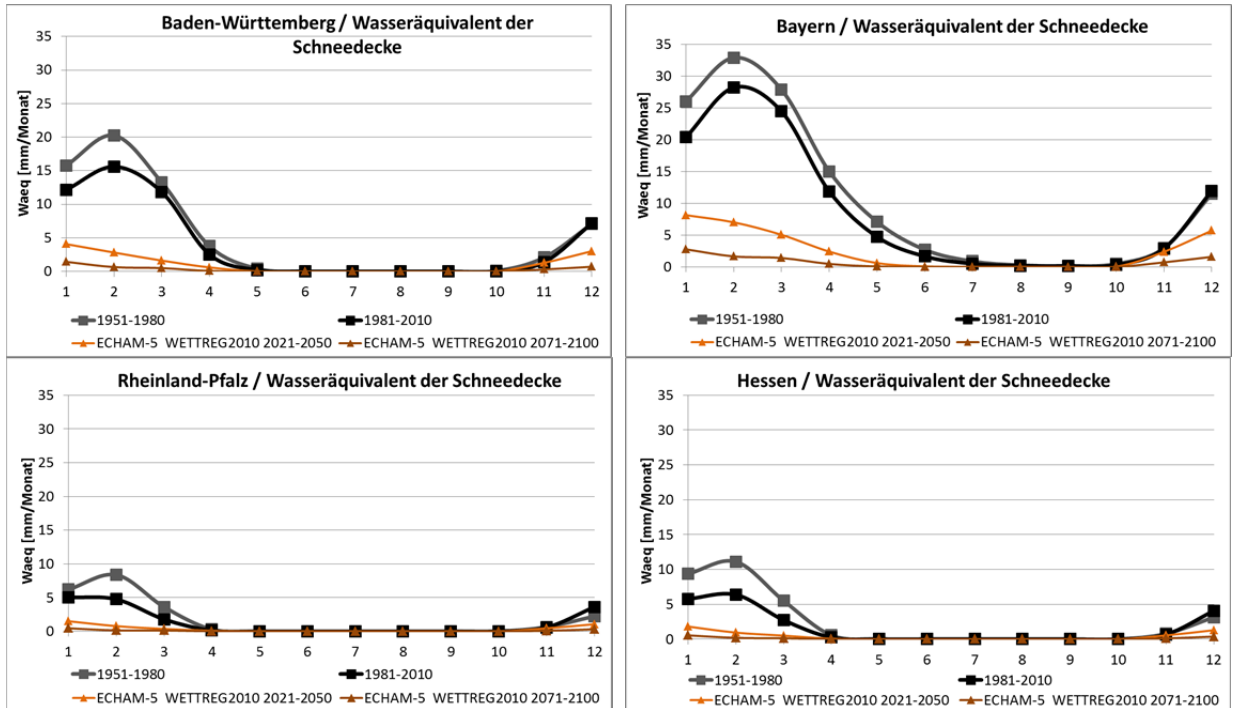 Baden-Württemberg / Wasseräquivalent der
Schneedecke
Waeq [mm/Monat]
35
30
25
20
15
10
5
0
1 2 3 4 5 6 7 8 9 10 11 12
1951-1980 1981-2010
ECHAM-5 WETTREG2010 2021-2050 ECHAM-5 WETTREG2010 2071-2100
Bayern / Wasseräquivalent der Schneedecke
Waeq [mm/Monat]
35
30
25
20
15
10
5
0
1 2 3 4 5 6 7 8 9 10 11 12
1951-1980 1981-2010
ECHAM-5 WETTREG2010 2021-2050 ECHAM-5 WETTREG2010 2071-2100
Rheinland-Pfalz / Wasseräquivalent der Schneedecke
Waeq [mm/Monat]
35
30
25
20
15
10
5
0
1 2 3 4 5 6 7 8 9 10 11 12
1951-1980 1981-2010
ECHAM-5 WETTREG2010 2021-2050 ECHAM-5 WETTREG2010 2071-2100
Hessen / Wasseräquivalent der Schneedecke
Waeq [mm/Monat]
35
30
25
20
15
10
5
0
1 2 3 4 5 6 7 8 9 10 11 12
1951-1980 1981-2010
ECHAM-5 WETTREG2010 2021-2050 ECHAM-5 WETTREG2010 2071-2100